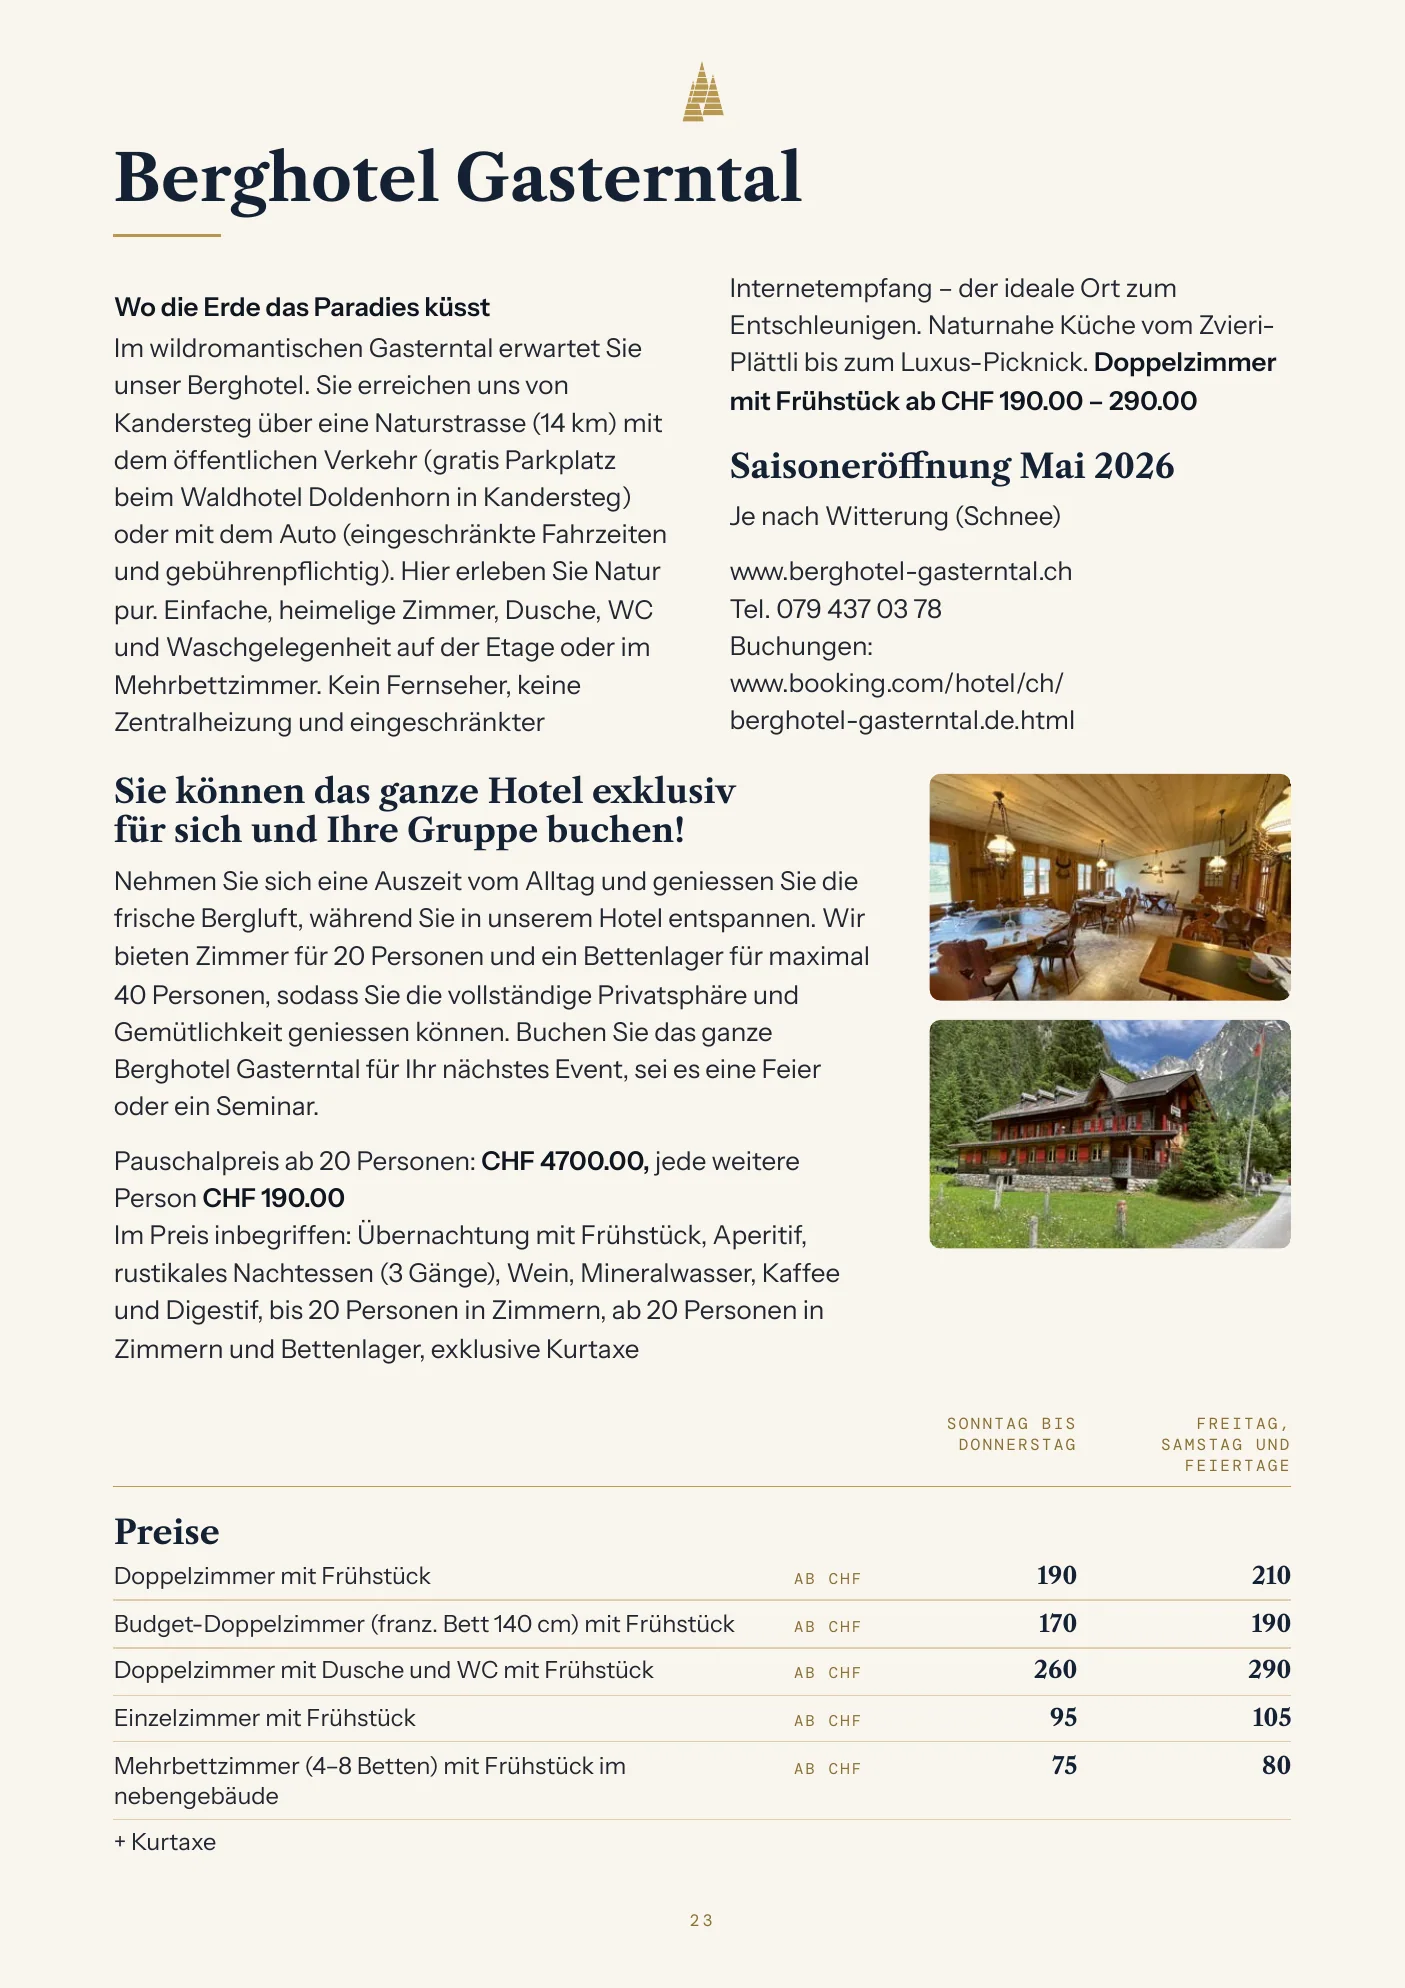 Berghotel Gasterntal
Wo die Erde das Paradies küsst
Im wildromantischen Gasterntal erwartet Sie
unser Berghotel. Sie erreichen uns von
Kandersteg über eine Naturstrasse (14 km) mit
dem öffentlichen Verkehr (gratis Parkplatz
beim Waldhotel Doldenhorn in Kandersteg)
oder mit dem Auto (eingeschränkte Fahrzeiten
und gebührenpflichtig). Hier erleben Sie Natur
pur. Einfache, heimelige Zimmer, Dusche, WC
und Waschgelegenheit auf der Etage oder im
Mehrbettzimmer. Kein Fernseher, keine
Zentralheizung und eingeschränkter
Internetempfang – der ideale Ort zum
Entschleunigen. Naturnahe Küche vom Zvieri-
Plättli bis zum Luxus-Picknick. Doppelzimmer
mit Frühstück ab CHF 190.00 – 290.00
Saisoneröffnung Mai 2026
Je nach Witterung (Schnee)
www.berghotel-gasterntal.ch
Tel. 079 437 03 78
Buchungen:
www.booking.com/hotel/ch/
berghotel-gasterntal.de.html
Sie können das ganze Hotel exklusiv
für sich und Ihre Gruppe buchen!
Nehmen Sie sich eine Auszeit vom Alltag und geniessen Sie die
frische Bergluft, während Sie in unserem Hotel entspannen. Wir
bieten Zimmer für 20 Personen und ein Bettenlager für maximal
40 Personen, sodass Sie die vollständige Privatsphäre und
Gemütlichkeit geniessen können. Buchen Sie das ganze
Berghotel Gasterntal für Ihr nächstes Event, sei es eine Feier
oder ein Seminar.
Pauschalpreis ab 20 Personen: CHF 4700.00, jede weitere
Person CHF 190.00
Im Preis inbegriffen: Übernachtung mit Frühstück, Aperitif,
rustikales Nachtessen (3 Gänge), Wein, Mineralwasser, Kaffee
und Digestif, bis 20 Personen in Zimmern, ab 20 Personen in
Zimmern und Bettenlager, exklusive Kurtaxe
SONNTAG BIS
DONNERSTAG
FREITAG,
SAMSTAG UND
FEIERTAGE
Preise
Doppelzimmer mit Frühstück AB CHF 190 210
Budget-Doppelzimmer (franz. Bett 140 cm) mit Frühstück AB CHF 170 190
Doppelzimmer mit Dusche und WC mit Frühstück AB CHF 260 290
Einzelzimmer mit Frühstück AB CHF 95 105
Mehrbettzimmer (4–8 Betten) mit Frühstück im AB CHF 75 80
nebengebäude
+ Kurtaxe
23